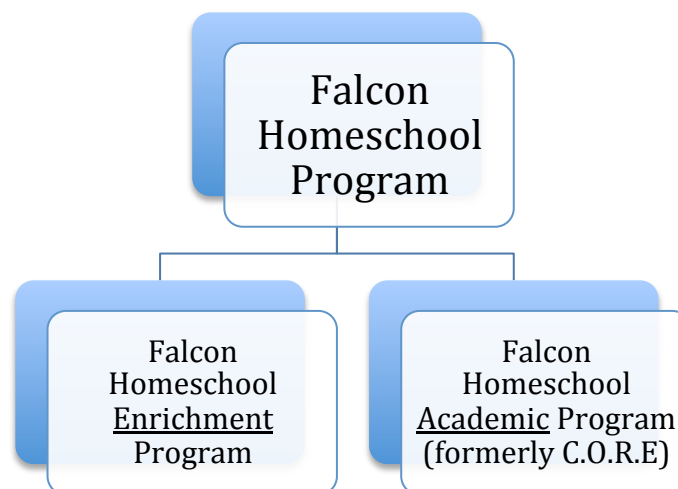 Falcon
Homeschool
Program
Falcon
Homeschool
Enrichment
Program
Falcon
Homeschool
Academic Program
(formerly C.O.R.E)